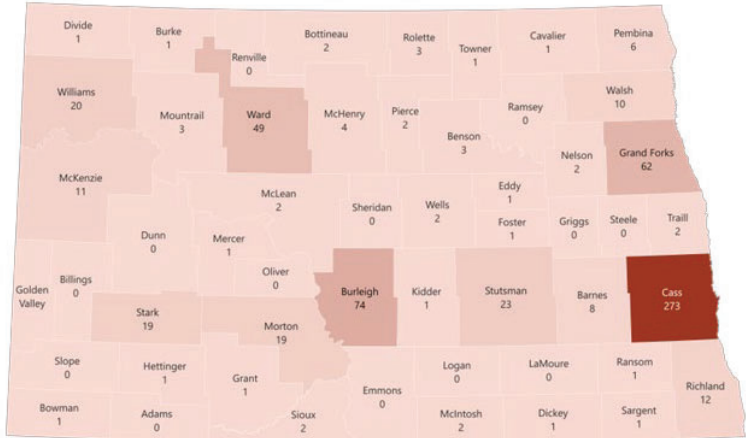 Divide
1
Burke
1
Renville
0
Bottineau
2
Rolette
3
Towner
1
Cavalier
1
Pembina
6
Williams
20
Mountrail
3
Ward
49
McHenry
4
Pierce
2
Benson
3
Ramsey
0
Walsh
10
Nelson
2
Grand Forks
62
McKenzie
11
McLean
2
Sheridan
0
Wells
2
Eddy
1
Foster
1
Griggs
0
Steele
0
Traill
2
Dunn
0
Mercer
1
Oliver
0
Golden
Valley
Billings
0
Stark
19
Morton
19
Burleigh
74
Kidder
1
Stutsman
23
Barnes
8
Cass
273
Slope
0
Hettinger
1
Grant
1
Emmons
0
Logan
0
LaMoure
0
Ransom
1
Richland
12
Bowman
1
Adams
0
Sioux
2
McIntosh
2
Dickey
1
Sargent
1